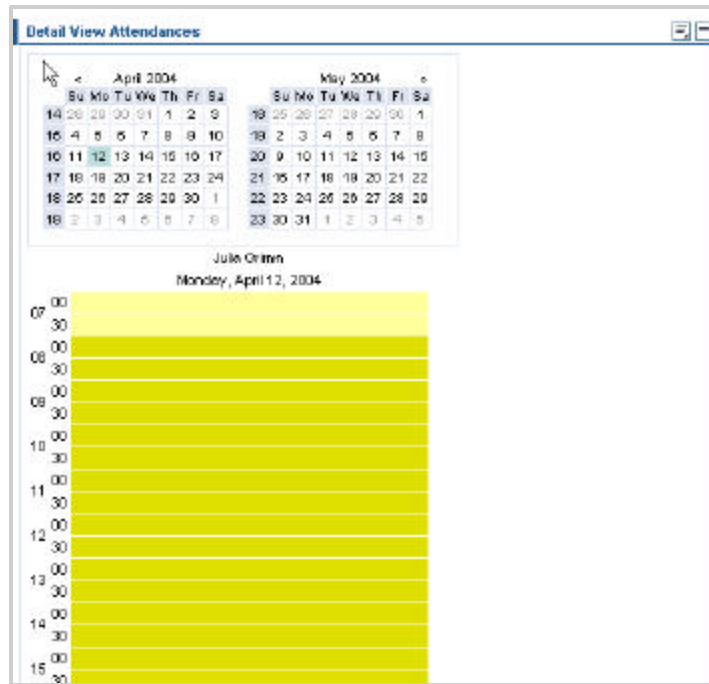 Detail View Attendances
« April 2004
Su Mo Tu We Th Fr Sa
14 28 29 30 31 1 2 3
15 4 5 6 7 8 9 10
16 11 12 13 14 15 16 17
17 18 19 20 21 22 23 24
18 25 26 27 28 29 30 1
19 2 3 4 5 6 7 8
May 2004 »
Su Mo Tu We Th Fr Sa
18 25 26 27 28 29 30 1
19 2 3 4 5 6 7 8
20 9 10 11 12 13 14 15
21 16 17 18 19 20 21 22
22 23 24 25 26 27 28 29
23 30 31 1 2 3 4 5
Julia Grimm
Monday, April 12, 2004
07 00
30
08 00
30
09 00
30
10 00
30
11 00
30
12 00
30
13 00
30
14 00
30
15 00
30